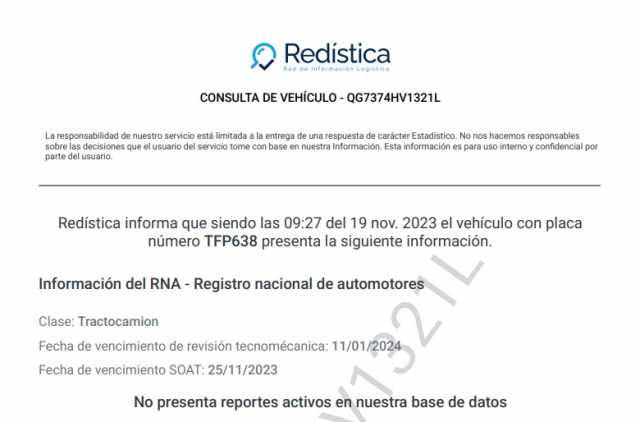 Redística
Red de Información Logística
CONSULTA DE VEHÍCULO - QG7374HV1321L
La responsabilidad de nuestro servicio está limitada a la entrega de una respuesta de carácter Estadístico. No nos hacemos responsables
sobre las decisiones que el usuario del servicio tome con base en nuestra Información. Esta información es para uso interno y confidencial por
parte del usuario.
Redística informa que siendo las 09:27 del 19 nov. 2023 el vehículo con placa
número TFP638 presenta la siguiente información.
Información del RNA - Registro nacional de automotores
Clase: Tractocamion
Fecha de vencimiento de revisión tecnomécanica: 11/01/2024
Fecha de vencimiento SOAT: 25/11/2023
No presenta reportes activos en nuestra base de datos
V1321L